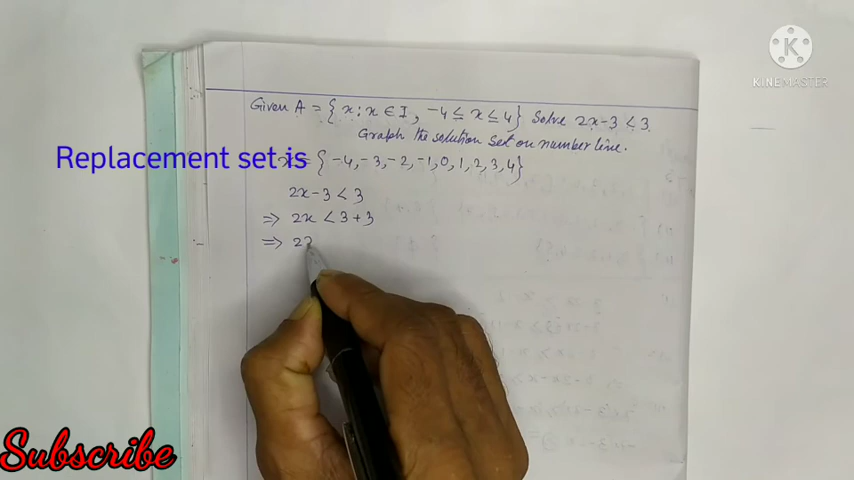 KINEMASTER
Given A = { x : x ∈ I , −4 ≤ x ≤ 4} Solve 2x−3 < 3.
Graph the solution set on number line.
Replacement set is
x = { −4, −3, −2, −1, 0, 1, 2, 3, 4}
2x − 3 < 3
⇒ 2x < 3 + 3
⇒ 2x
Subscribe